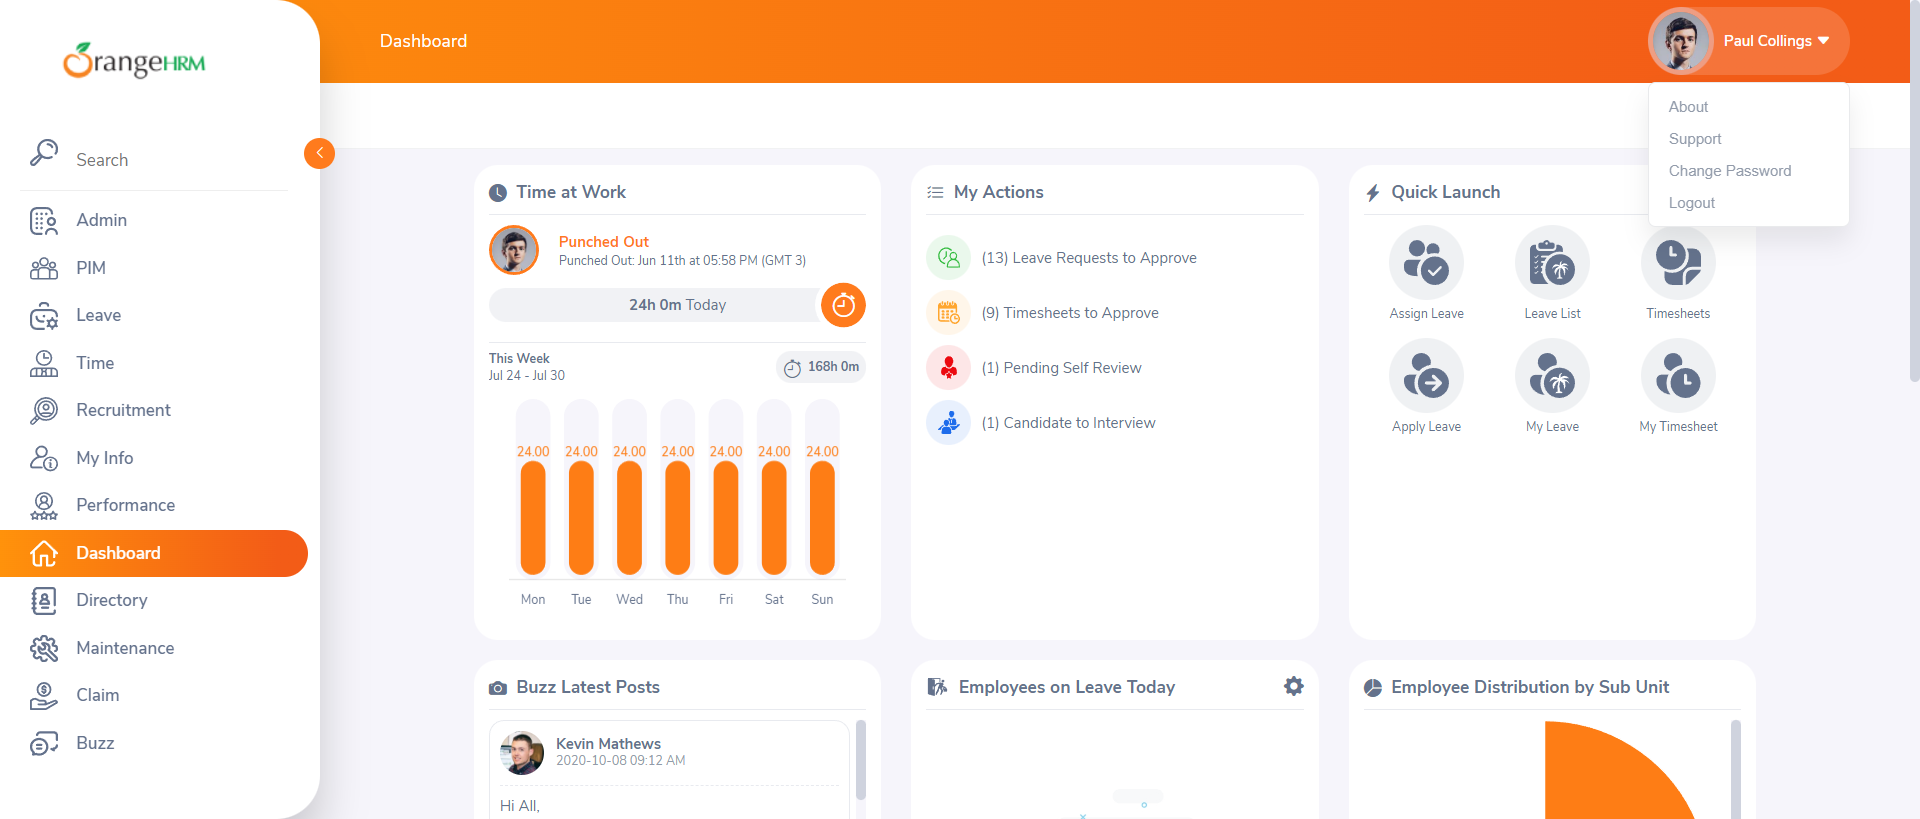 OrangeHRM
Search
Admin
PIM
Leave
Time
Recruitment
My Info
Performance
Dashboard
Directory
Maintenance
Claim
Buzz
Dashboard
Paul Collings
About
Support
Change Password
Logout
Time at Work
Punched Out
Punched Out: Jun 11th at 05:58 PM (GMT 3)
24h 0m Today
This Week
Jul 24 - Jul 30
168h 0m
24.00 24.00 24.00 24.00 24.00 24.00 24.00
Mon Tue Wed Thu Fri Sat Sun
My Actions
(13) Leave Requests to Approve
(9) Timesheets to Approve
(1) Pending Self Review
(1) Candidate to Interview
Quick Launch
Assign Leave Leave List Timesheets
Apply Leave My Leave My Timesheet
Buzz Latest Posts
Kevin Mathews
2020-10-08 09:12 AM
Hi All,
Employees on Leave Today
Employee Distribution by Sub Unit